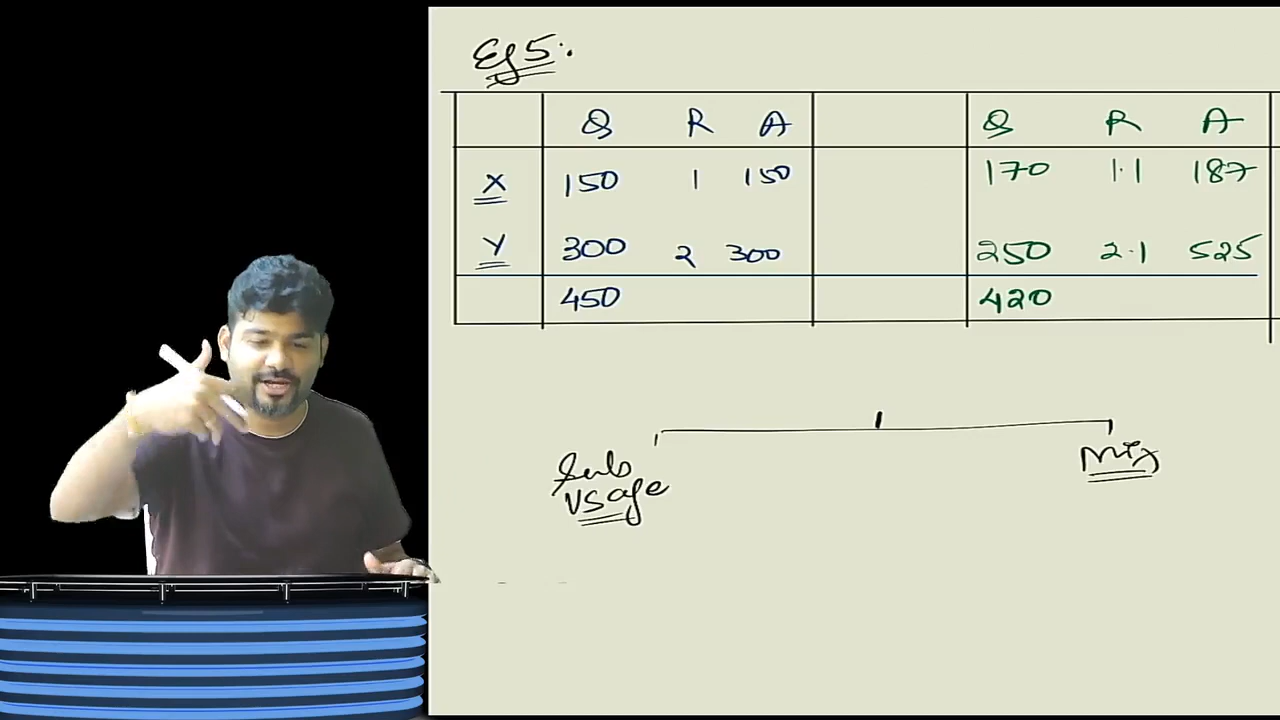 Eg 5:
Q R A Q R A
X 150 1 150 170 1.1 187
Y 300 2 300 250 2.1 525
450 420
Sub Mix
Usage